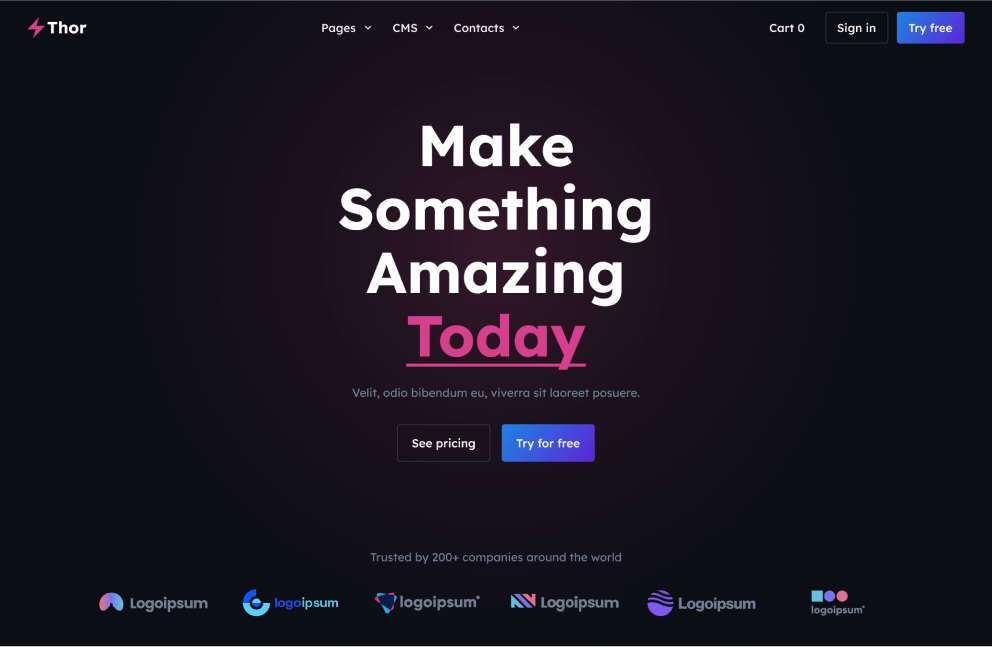 Thor
Pages
CMS
Contacts
Cart 0
Sign in
Try free
Make
Something
Amazing
Today
Velit, odio bibendum eu, viverra sit laoreet posuere.
See pricing
Try for free
Trusted by 200+ companies around the world
Logoipsum
logoipsum
logoipsum
Logoipsum
Logoipsum
logoipsum